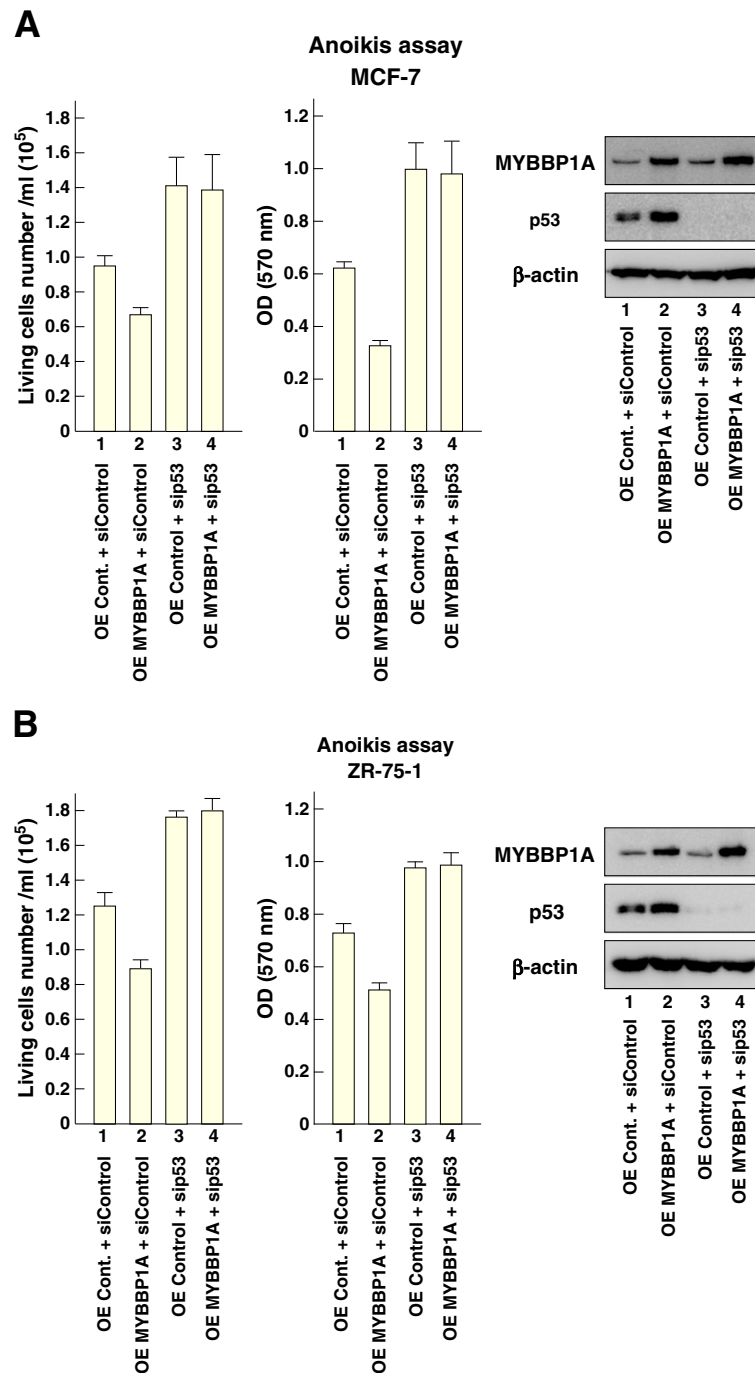 A
Anoikis assay
MCF-7
Living cells number /ml (10⁵)
1.8
1.6
1.4
1.2
1.0
0.8
0.6
0.4
0.2
0
1 2 3 4
OE Cont. + siControl
OE MYBBP1A + siControl
OE Control + sip53
OE MYBBP1A + sip53
OD (570 nm)
1.2
1.0
0.8
0.6
0.4
0.2
0
1 2 3 4
OE Cont. + siControl
OE MYBBP1A + siControl
OE Control + sip53
OE MYBBP1A + sip53
MYBBP1A
p53
β-actin
1 2 3 4
OE Cont. + siControl
OE MYBBP1A + siControl
OE Control + sip53
OE MYBBP1A + sip53
B
Anoikis assay
ZR-75-1
Living cells number /ml (10⁵)
1.8
1.6
1.4
1.2
1.0
0.8
0.6
0.4
0.2
0
1 2 3 4
OE Cont. + siControl
OE MYBBP1A + siControl
OE Control + sip53
OE MYBBP1A + sip53
OD (570 nm)
1.2
1.0
0.8
0.6
0.4
0.2
0
1 2 3 4
OE Cont. + siControl
OE MYBBP1A + siControl
OE Control + sip53
OE MYBBP1A + sip53
MYBBP1A
p53
β-actin
1 2 3 4
OE Cont. + siControl
OE MYBBP1A + siControl
OE Control + sip53
OE MYBBP1A + sip53